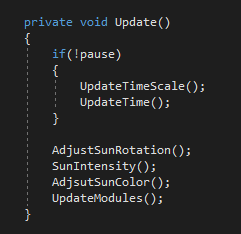 private void Update()
{
if(!pause)
{
UpdateTimeScale();
UpdateTime();
}
AdjustSunRotation();
SunIntensity();
AdjsutSunColor();
UpdateModules();
}